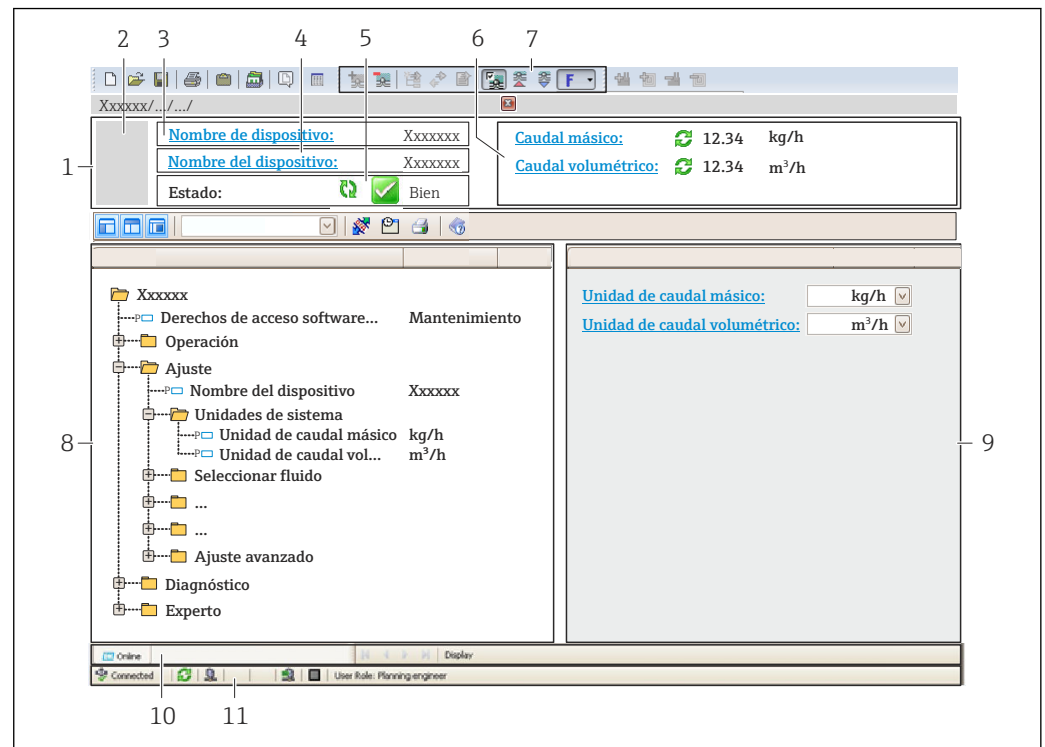 2 3 4 5 6 7
F
Xxxxxx/.../.../
1
Nombre de dispositivo: Xxxxxxx
Nombre del dispositivo: Xxxxxxx
Estado: Bien
Caudal másico: 12.34 kg/h
Caudal volumétrico: 12.34 m³/h
Xxxxxx
Derechos de acceso software... Mantenimiento
Operación
Ajuste
Nombre del dispositivo Xxxxxx
Unidades de sistema
8
Unidad de caudal másico kg/h
Unidad de caudal vol... m³/h
Seleccionar fluido
...
...
Ajuste avanzado
Diagnóstico
Experto
Unidad de caudal másico: kg/h
Unidad de caudal volumétrico: m³/h
9
Online Display
Connected User Role: Planning engineer
10 11